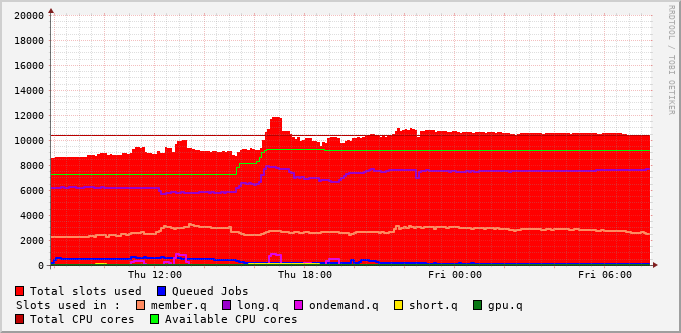 20000
18000
16000
14000
12000
10000
8000
6000
4000
2000
0
Thu 12:00 Thu 18:00 Fri 00:00 Fri 06:00
Total slots used Queued Jobs
Slots used in : member.q long.q ondemand.q short.q gpu.q
Total CPU cores Available CPU cores
RRDTOOL / TOBI OETIKER